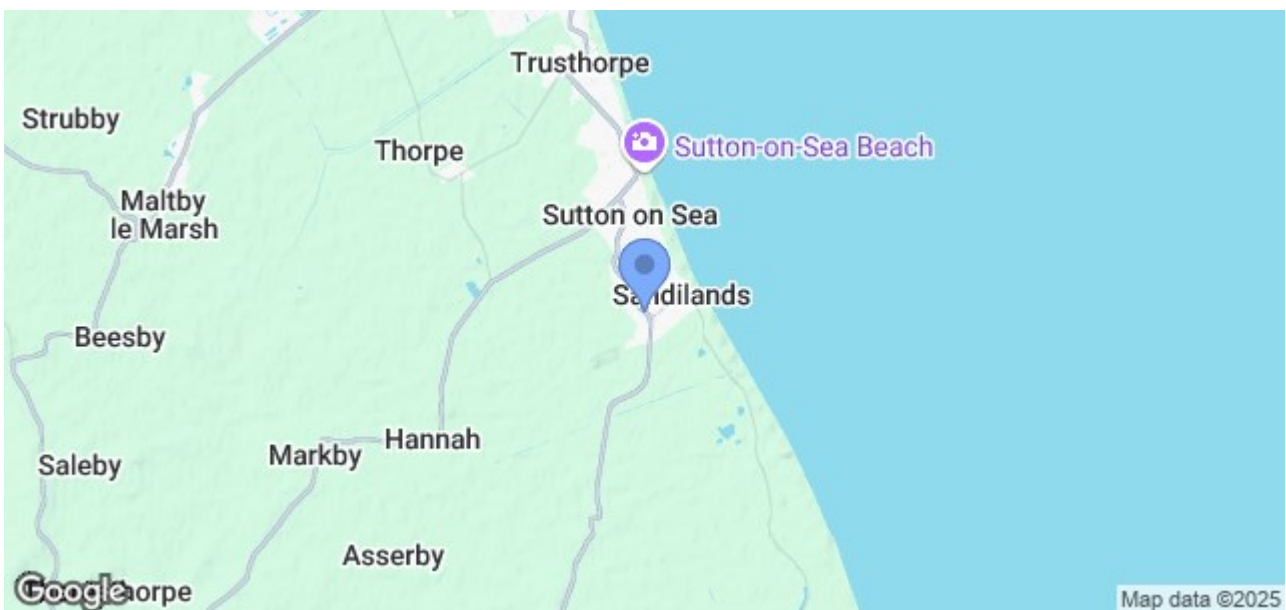 Trusthorpe
Strubby
Sutton-on-Sea Beach
Thorpe
Maltby
le Marsh
Sutton on Sea
Sandilands
Beesby
Hannah
Markby
Saleby
Asserby
Google
Map data ©2025